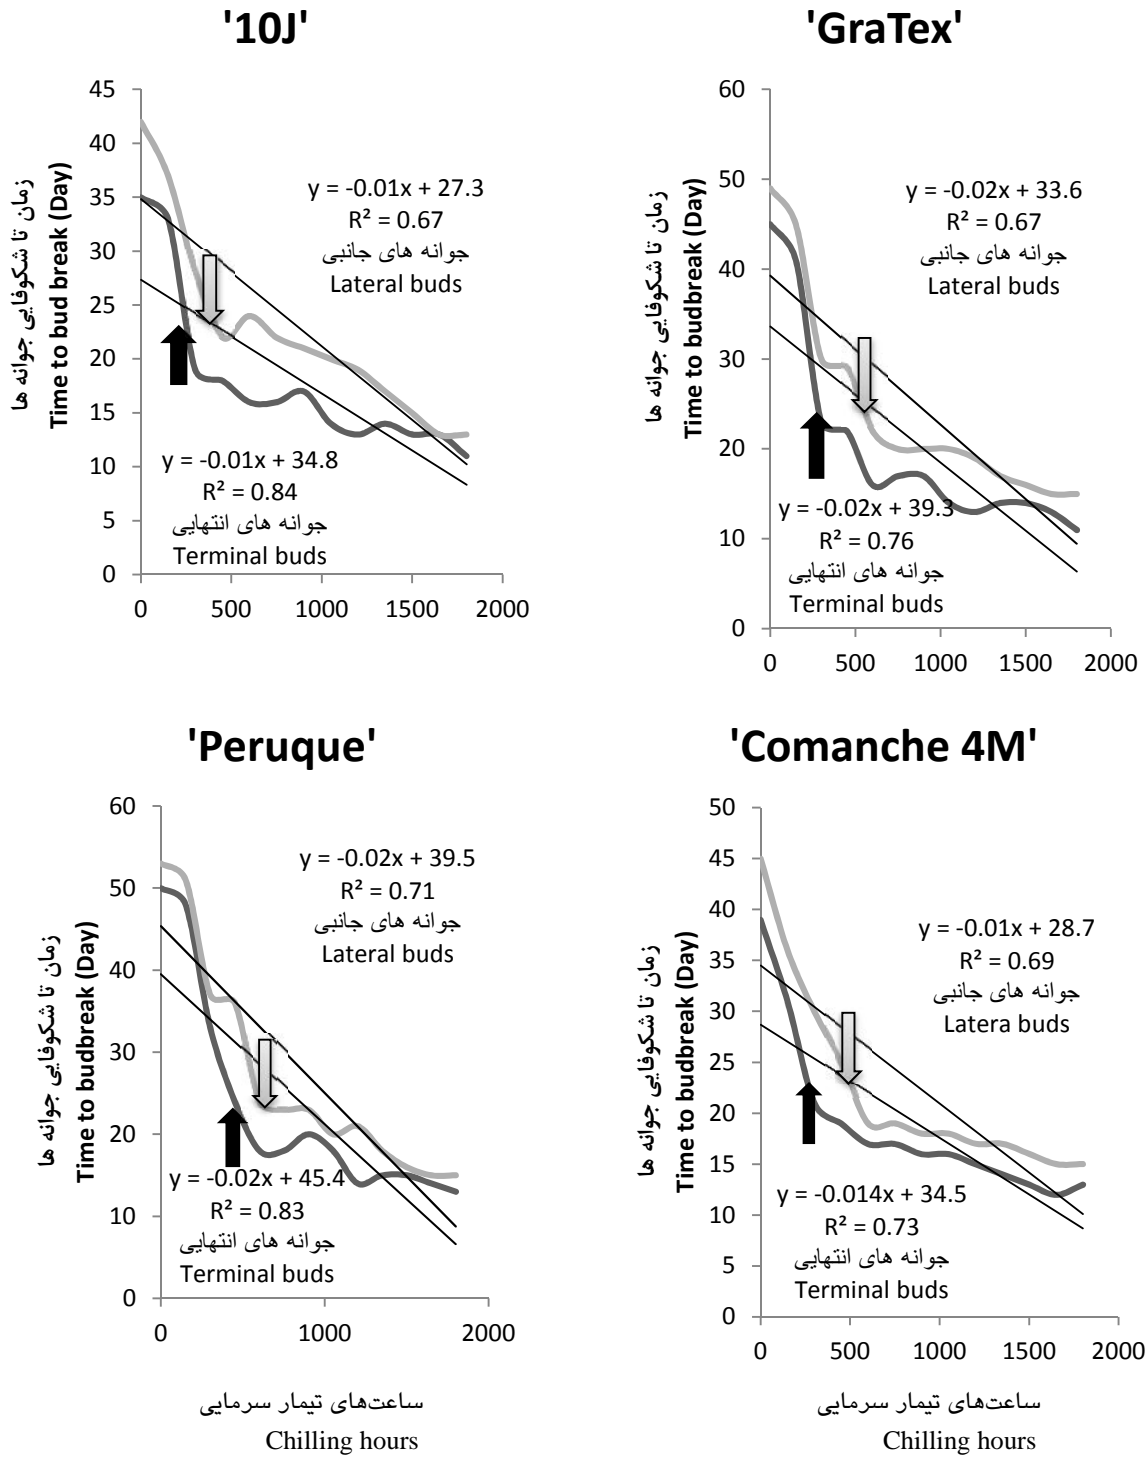 '10J'
زمان تا شکوفایی جوانه ها
Time to bud break (Day)
45
40
35
30
25
20
15
10
5
0
y = -0.01x + 27.3
R² = 0.67
جوانه های جانبی
Lateral buds
y = -0.01x + 34.8
R² = 0.84
جوانه های انتهایی
Terminal buds
0 500 1000 1500 2000
'GraTex'
زمان تا شکوفایی جوانه ها
Time to budbreak (Day)
60
50
40
30
20
10
0
y = -0.02x + 33.6
R² = 0.67
جوانه های جانبی
Lateral buds
y = -0.02x + 39.3
R² = 0.76
جوانه های انتهایی
Terminal buds
0 500 1000 1500 2000
'Peruque'
زمان تا شکوفایی جوانه ها
Time to budbreak (Day)
60
50
40
30
20
10
0
y = -0.02x + 39.5
R² = 0.71
جوانه های جانبی
Lateral buds
y = -0.02x + 45.4
R² = 0.83
جوانه های انتهایی
Terminal buds
0 1000 2000
ساعت‌های تیمار سرمایی
Chilling hours
'Comanche 4M'
زمان تا شکوفایی جوانه ها
Time to budbreak (Day)
50
45
40
35
30
25
20
15
10
5
0
y = -0.01x + 28.7
R² = 0.69
جوانه های جانبی
Latera buds
y = -0.014x + 34.5
R² = 0.73
جوانه های انتهایی
Terminal buds
0 500 1000 1500 2000
ساعت‌های تیمار سرمایی
Chilling hours